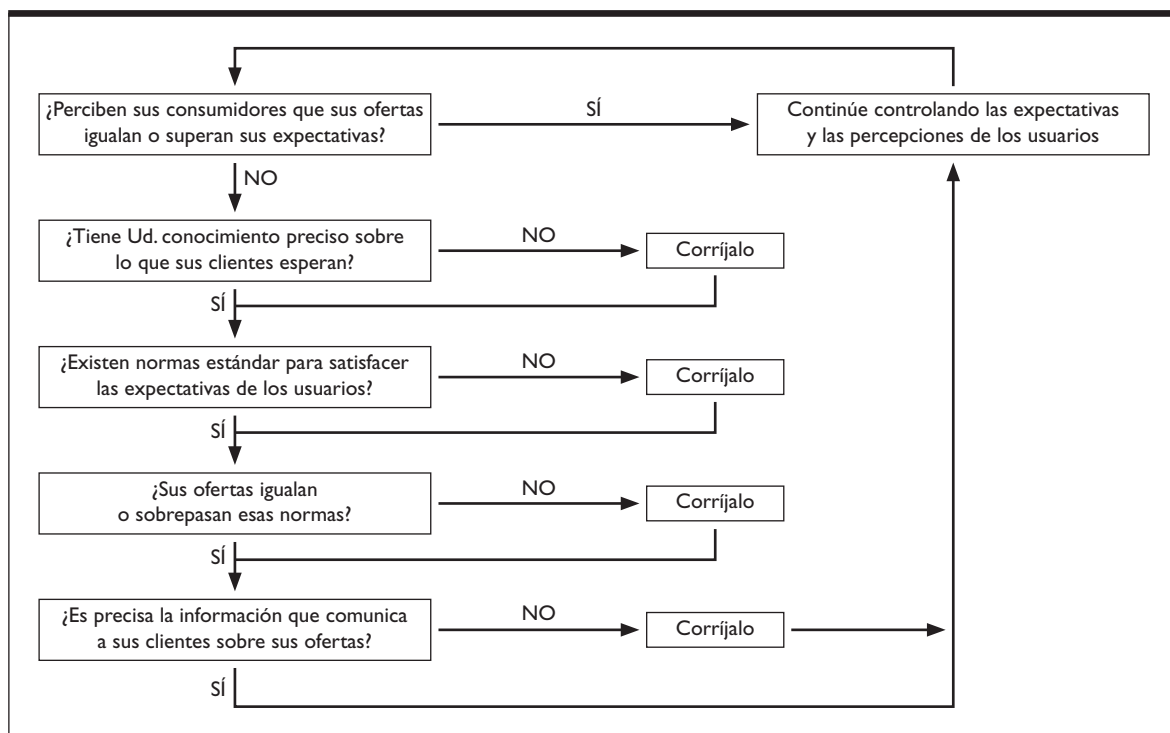 ¿Perciben sus consumidores que sus ofertas
igualan o superan sus expectativas?
SÍ
Continúe controlando las expectativas
y las percepciones de los usuarios
NO
¿Tiene Ud. conocimiento preciso sobre
lo que sus clientes esperan?
NO
Corríjalo
SÍ
¿Existen normas estándar para satisfacer
las expectativas de los usuarios?
NO
Corríjalo
SÍ
¿Sus ofertas igualan
o sobrepasan esas normas?
NO
Corríjalo
SÍ
¿Es precisa la información que comunica
a sus clientes sobre sus ofertas?
NO
Corríjalo
SÍ